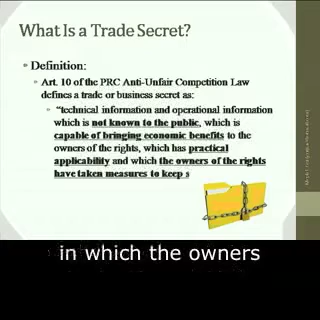 What Is a Trade Secret?
Definition:
Art. 10 of the PRC Anti-Unfair Competition Law
defines a trade or business secret as:
“technical information and operational information
which is not known to the public, which is
capable of bringing economic benefits to the
owners of the rights, which has practical
applicability and which the owners of the rights
have taken measures to keep s
in which the owners